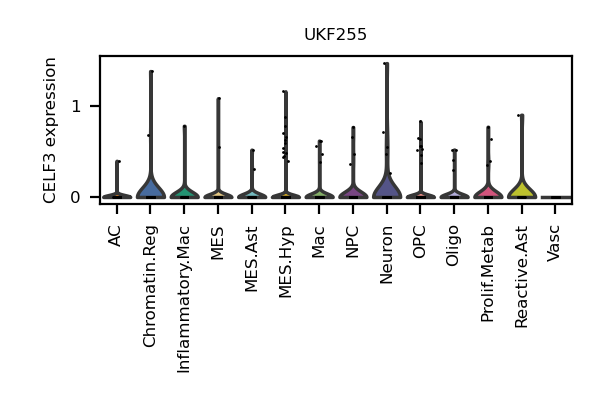 UKF255
CELF3 expression
1
0
AC
Chromatin.Reg
Inflammatory.Mac
MES
MES.Ast
MES.Hyp
Mac
NPC
Neuron
OPC
Oligo
Prolif.Metab
Reactive.Ast
Vasc